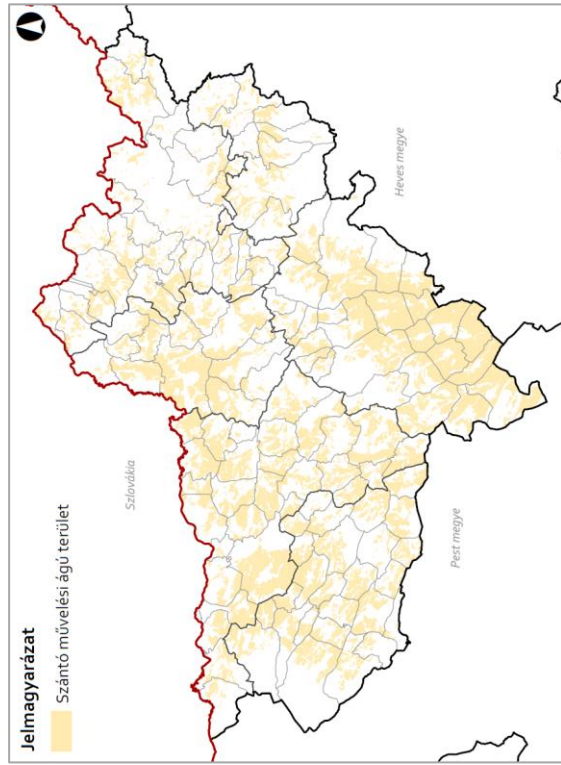 Jelmagyarázat
Szántó művelési ágú terület
Szlovákia
Heves megye
Pest megye